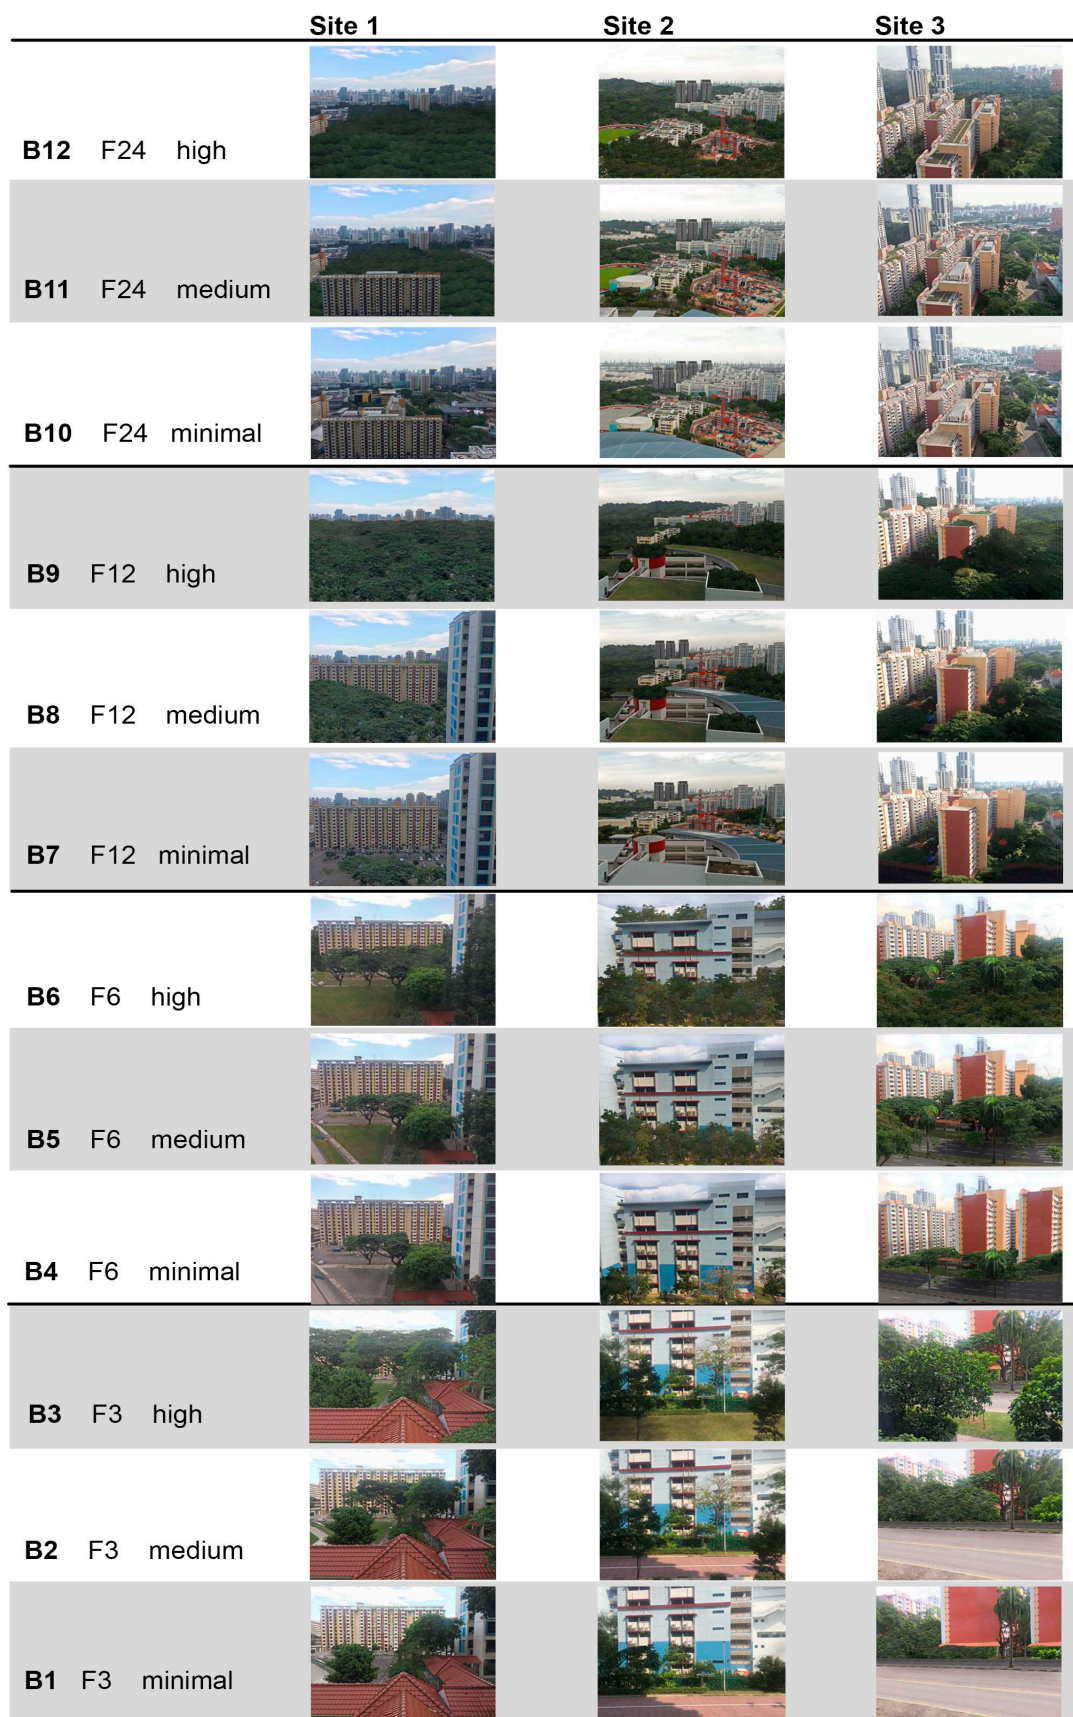 Site 1 Site 2 Site 3
B12 F24 high
B11 F24 medium
B10 F24 minimal
B9 F12 high
B8 F12 medium
B7 F12 minimal
B6 F6 high
B5 F6 medium
B4 F6 minimal
B3 F3 high
B2 F3 medium
B1 F3 minimal